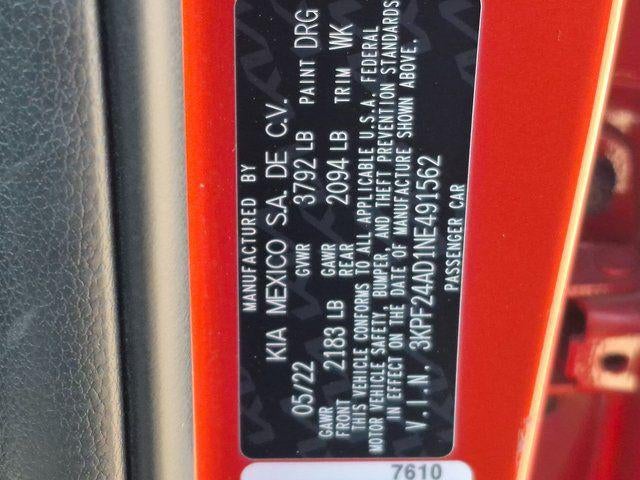 MANUFACTURED BY
KIA MEXICO S.A. DE C.V.
05/22 GVWR 3792 LB PAINT DRG
GAWR FRONT 2183 LB GAWR REAR 2094 LB TRIM WK
THIS VEHICLE CONFORMS TO ALL APPLICABLE U.S.A. FEDERAL
MOTOR VEHICLE SAFETY, BUMPER, AND THEFT PREVENTION STANDARDS
IN EFFECT ON THE DATE OF MANUFACTURE SHOWN ABOVE.
V.I.N. 3KPF24AD1NE491562
PASSENGER CAR
7610